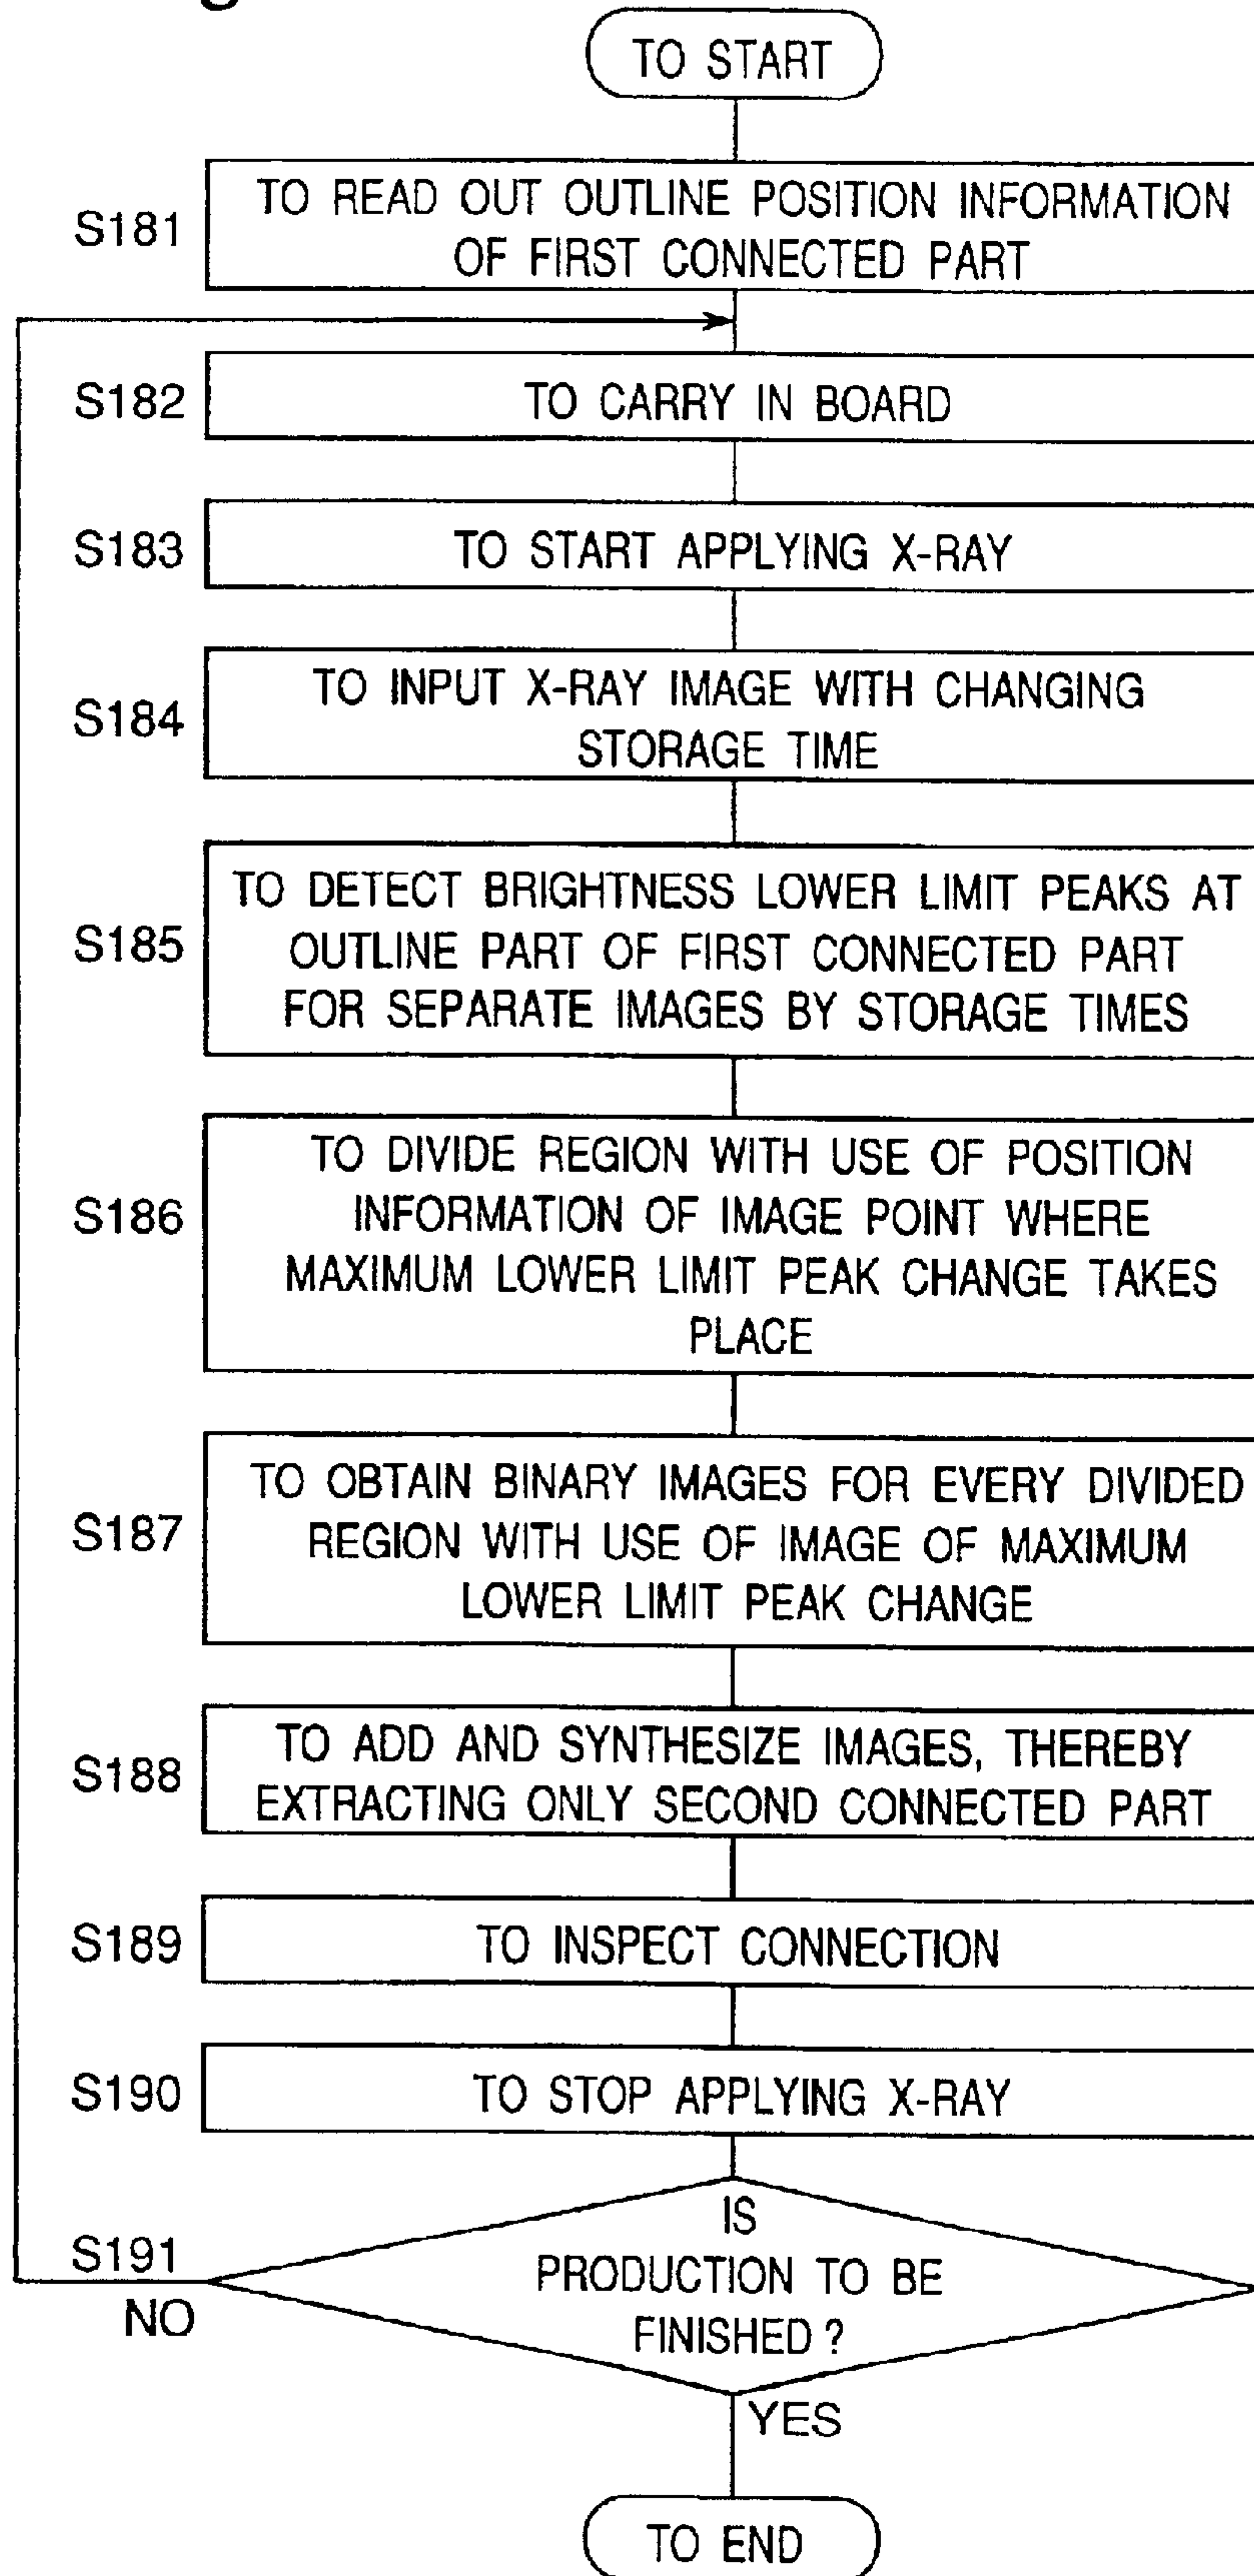 TO START
S181
TO READ OUT OUTLINE POSITION INFORMATION
OF FIRST CONNECTED PART
S182
TO CARRY IN BOARD
S183
TO START APPLYING X-RAY
S184
TO INPUT X-RAY IMAGE WITH CHANGING
STORAGE TIME
S185
TO DETECT BRIGHTNESS LOWER LIMIT PEAKS AT
OUTLINE PART OF FIRST CONNECTED PART
FOR SEPARATE IMAGES BY STORAGE TIMES
S186
TO DIVIDE REGION WITH USE OF POSITION
INFORMATION OF IMAGE POINT WHERE
MAXIMUM LOWER LIMIT PEAK CHANGE TAKES
PLACE
S187
TO OBTAIN BINARY IMAGES FOR EVERY DIVIDED
REGION WITH USE OF IMAGE OF MAXIMUM
LOWER LIMIT PEAK CHANGE
S188
TO ADD AND SYNTHESIZE IMAGES, THEREBY
EXTRACTING ONLY SECOND CONNECTED PART
S189
TO INSPECT CONNECTION
S190
TO STOP APPLYING X-RAY
S191
IS
PRODUCTION TO BE
FINISHED ?
NO
YES
TO END